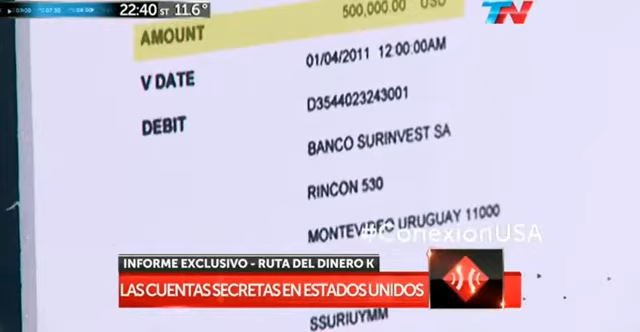 22:40 ST 11.6°
TN
AMOUNT 500,000.00 USD
V DATE 01/04/2011 12:00:00AM
DEBIT D3544023243001
BANCO SURINVEST SA
RINCON 530
MONTEVIDEO URUGUAY 11000
#ConexionUSA
INFORME EXCLUSIVO - RUTA DEL DINERO K
LAS CUENTAS SECRETAS EN ESTADOS UNIDOS
SSURIUYMM